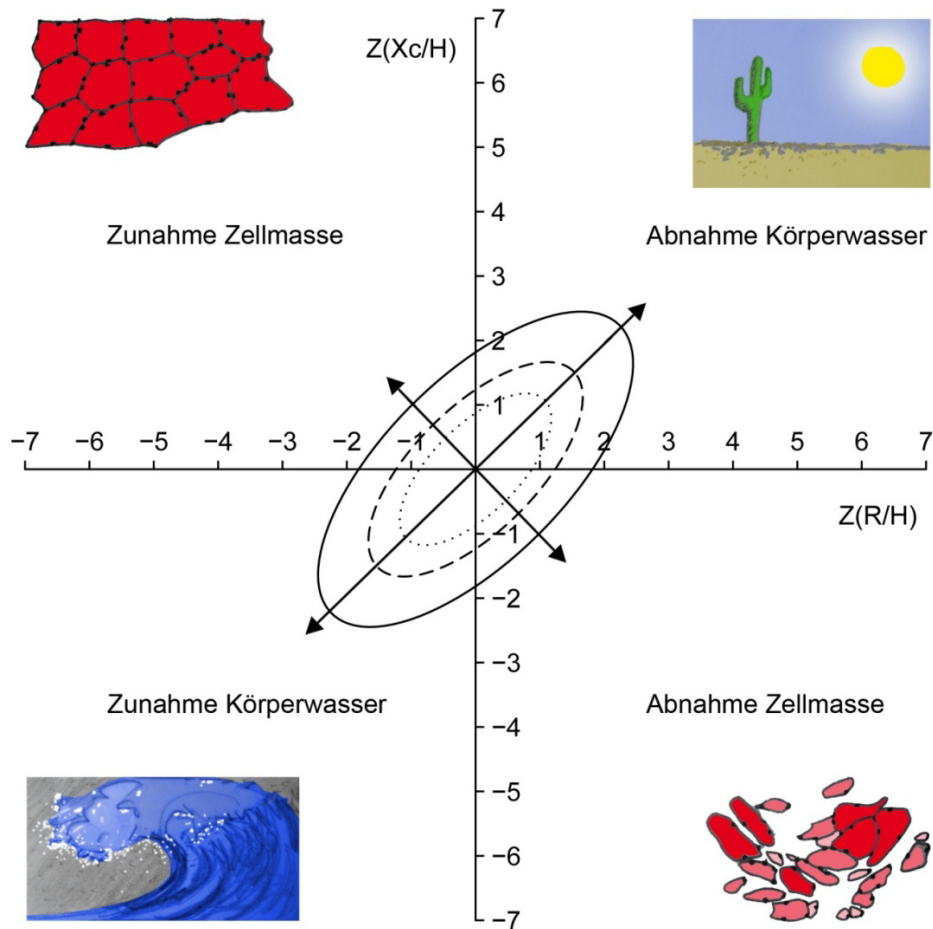 7
Z(Xc/H)
6
5
4
Zunahme Zellmasse
Abnahme Körperwasser
3
2
1
−7 −6 −5 −4 −3 −2 −1 1 2 3 4 5 6 7
Z(R/H)
−1
−2
−3
Zunahme Körperwasser
Abnahme Zellmasse
−4
−5
−6
−7